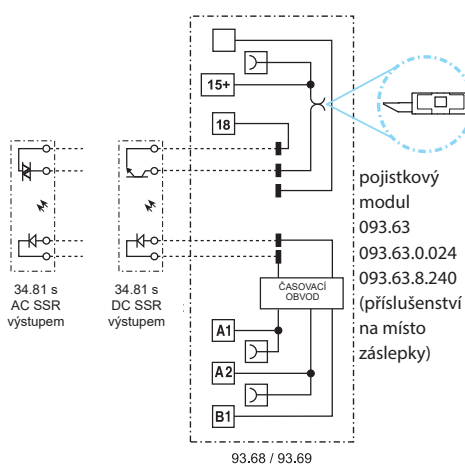 15+
18
pojistkový
modul
093.63
093.63.0.024
093.63.8.240
(příslušenství
na místo
záslepky)
34.81 s
AC SSR
výstupem
34.81 s
DC SSR
výstupem
ČASOVACÍ
OBVOD
A1
A2
B1
93.68 / 93.69